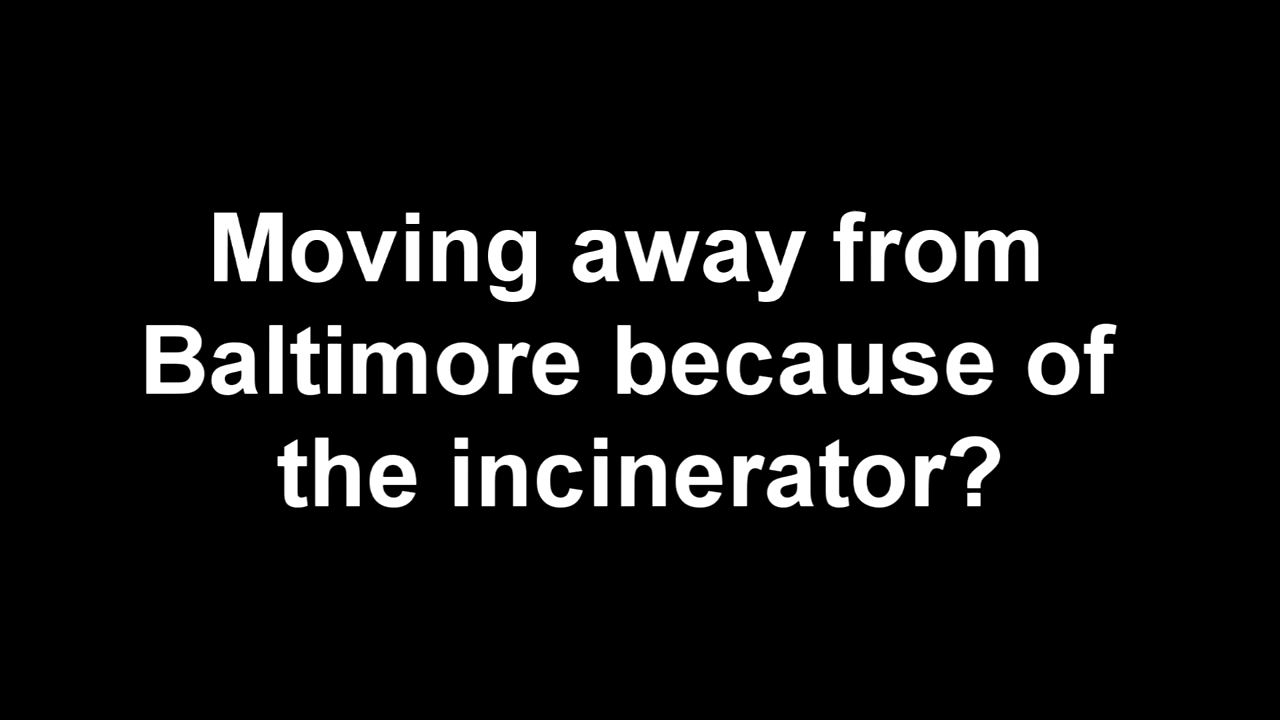 Moving away from
Baltimore because of
the incinerator?